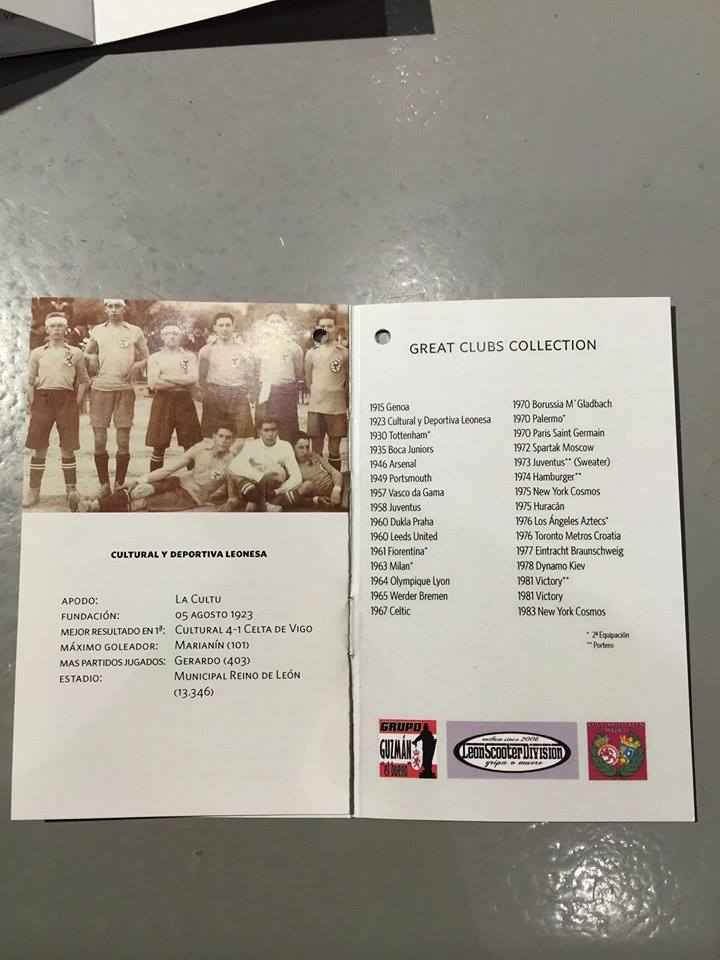 CULTURAL Y DEPORTIVA LEONESA
APODO: LA CULTU
FUNDACIÓN: 05 AGOSTO 1923
MEJOR RESULTADO EN 1ª: CULTURAL 4-1 CELTA DE VIGO
MÁXIMO GOLEADOR: MARIANÍN (101)
MAS PARTIDOS JUGADOS: GERARDO (403)
ESTADIO: MUNICIPAL REINO DE LEÓN
(13.346)
GREAT CLUBS COLLECTION
1915 Genoa
1923 Cultural y Deportiva Leonesa
1930 Tottenham*
1935 Boca Juniors
1946 Arsenal
1949 Portsmouth
1957 Vasco da Gama
1958 Juventus
1960 Dukla Praha
1960 Leeds United
1961 Fiorentina*
1963 Milan*
1964 Olympique Lyon
1965 Werder Bremen
1967 Celtic
1970 Borussia M´Gladbach
1970 Palermo*
1970 Paris Saint Germain
1972 Spartak Moscow
1973 Juventus** (Sweater)
1974 Hamburger**
1975 New York Cosmos
1975 Huracán
1976 Los Ángeles Aztecs*
1976 Toronto Metros Croatia
1977 Eintracht Braunschweig
1978 Dynamo Kiev
1981 Victory**
1981 Victory
1983 New York Cosmos
* 2ª Equipación
** Portero
GRUPO
GUZMÁN
"el bueno"
outlaw since 2006
LeonScooterDivision
gripa o muere
CULTURALISTAS EN
MADRID